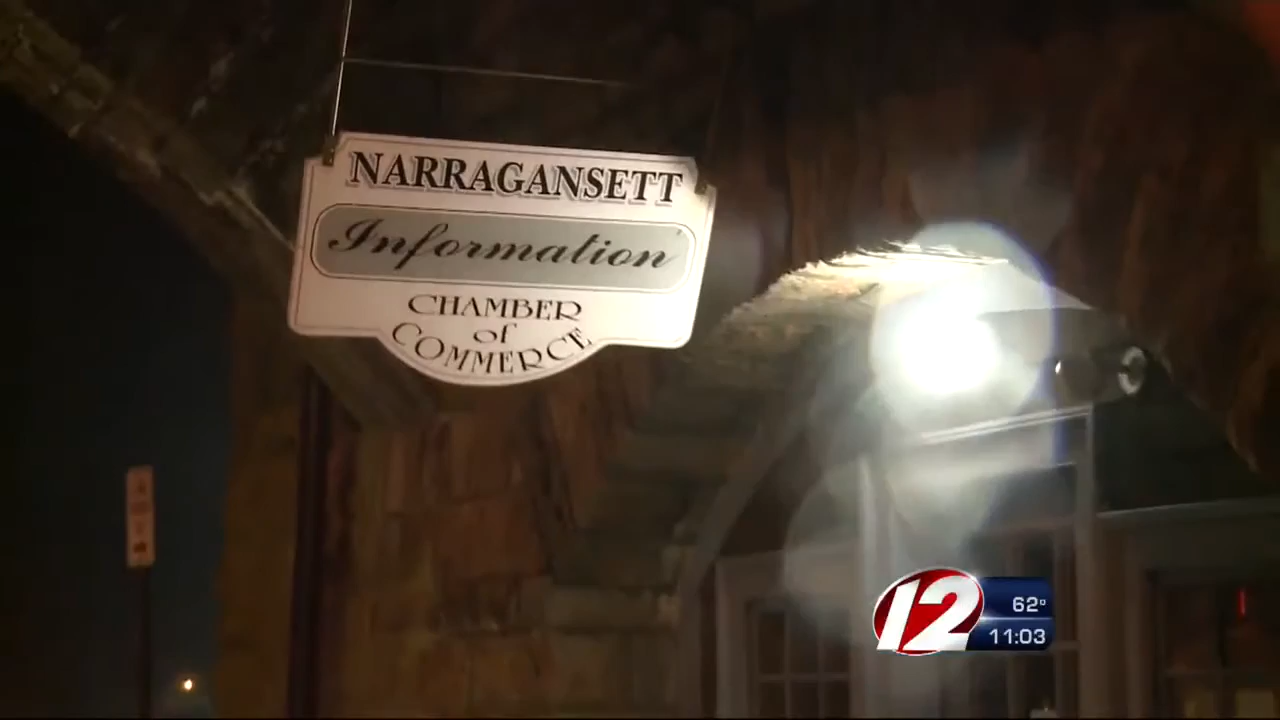 NARRAGANSETT
Information
CHAMBER
of
COMMERCE
12
62°
11:03